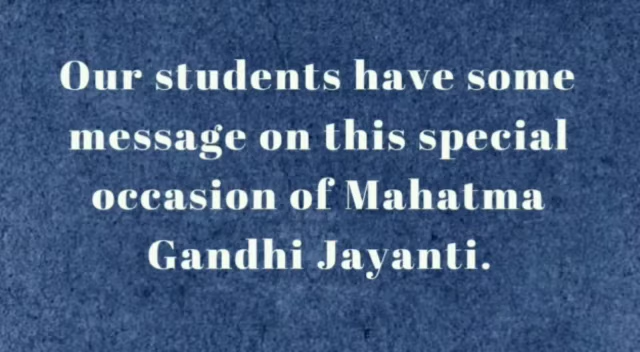 Our students have some
message on this special
occasion of Mahatma
Gandhi Jayanti.